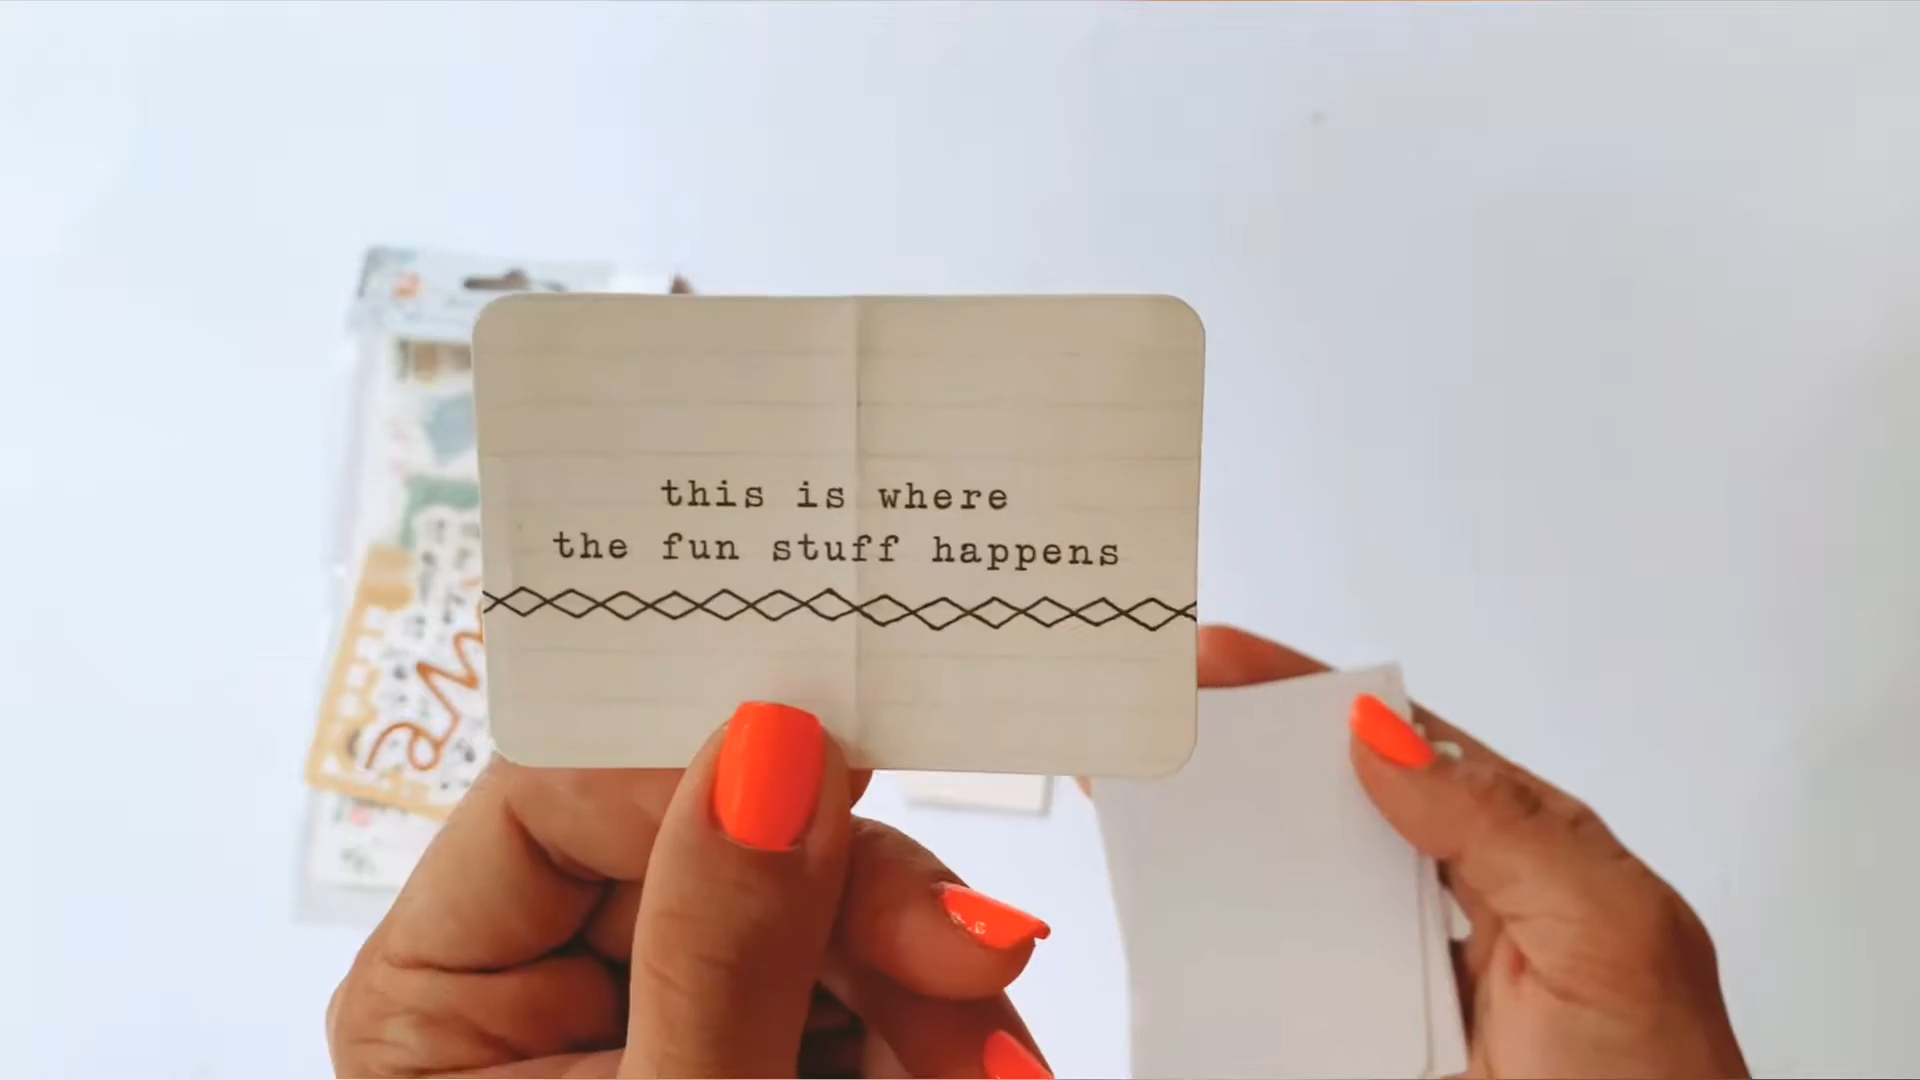 this is where
the fun stuff happens